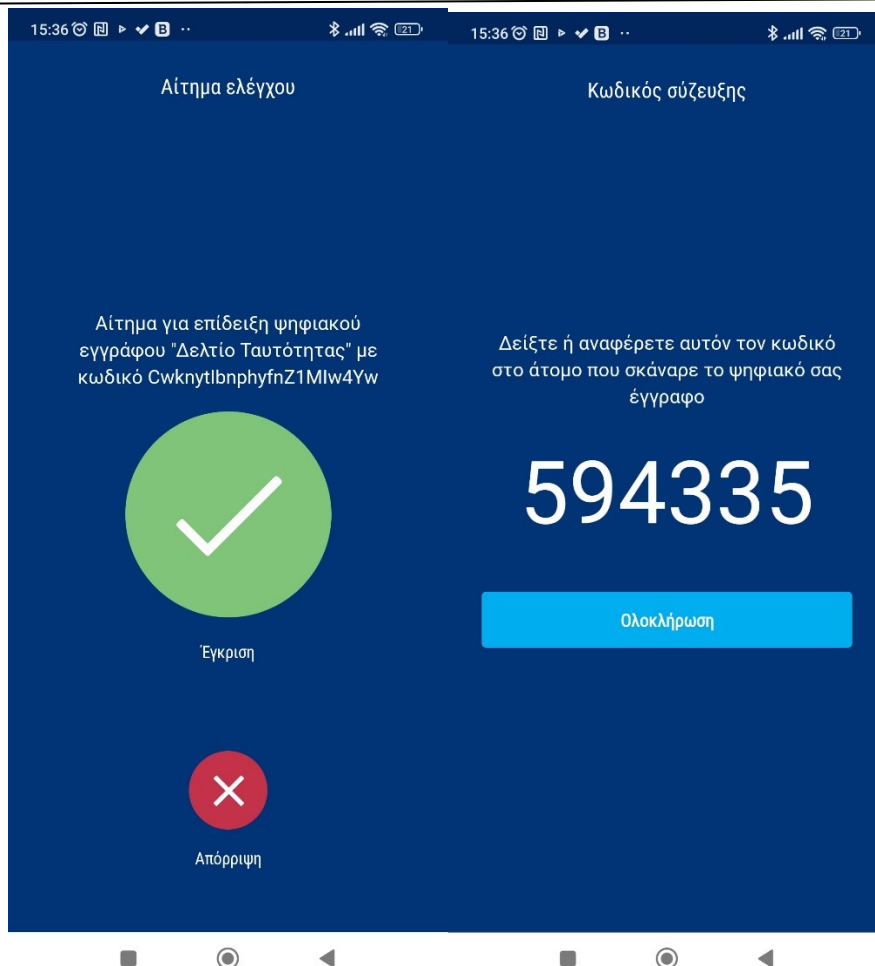 15:36
21
Αίτημα ελέγχου
Αίτημα για επίδειξη ψηφιακού
εγγράφου "Δελτίο Ταυτότητας" με
κωδικό CwknytIbnphyfnZ1MIw4Yw
Έγκριση
Απόρριψη
15:36
21
Κωδικός σύζευξης
Δείξτε ή αναφέρετε αυτόν τον κωδικό
στο άτομο που σκάναρε το ψηφιακό σας
έγγραφο
594335
Ολοκλήρωση